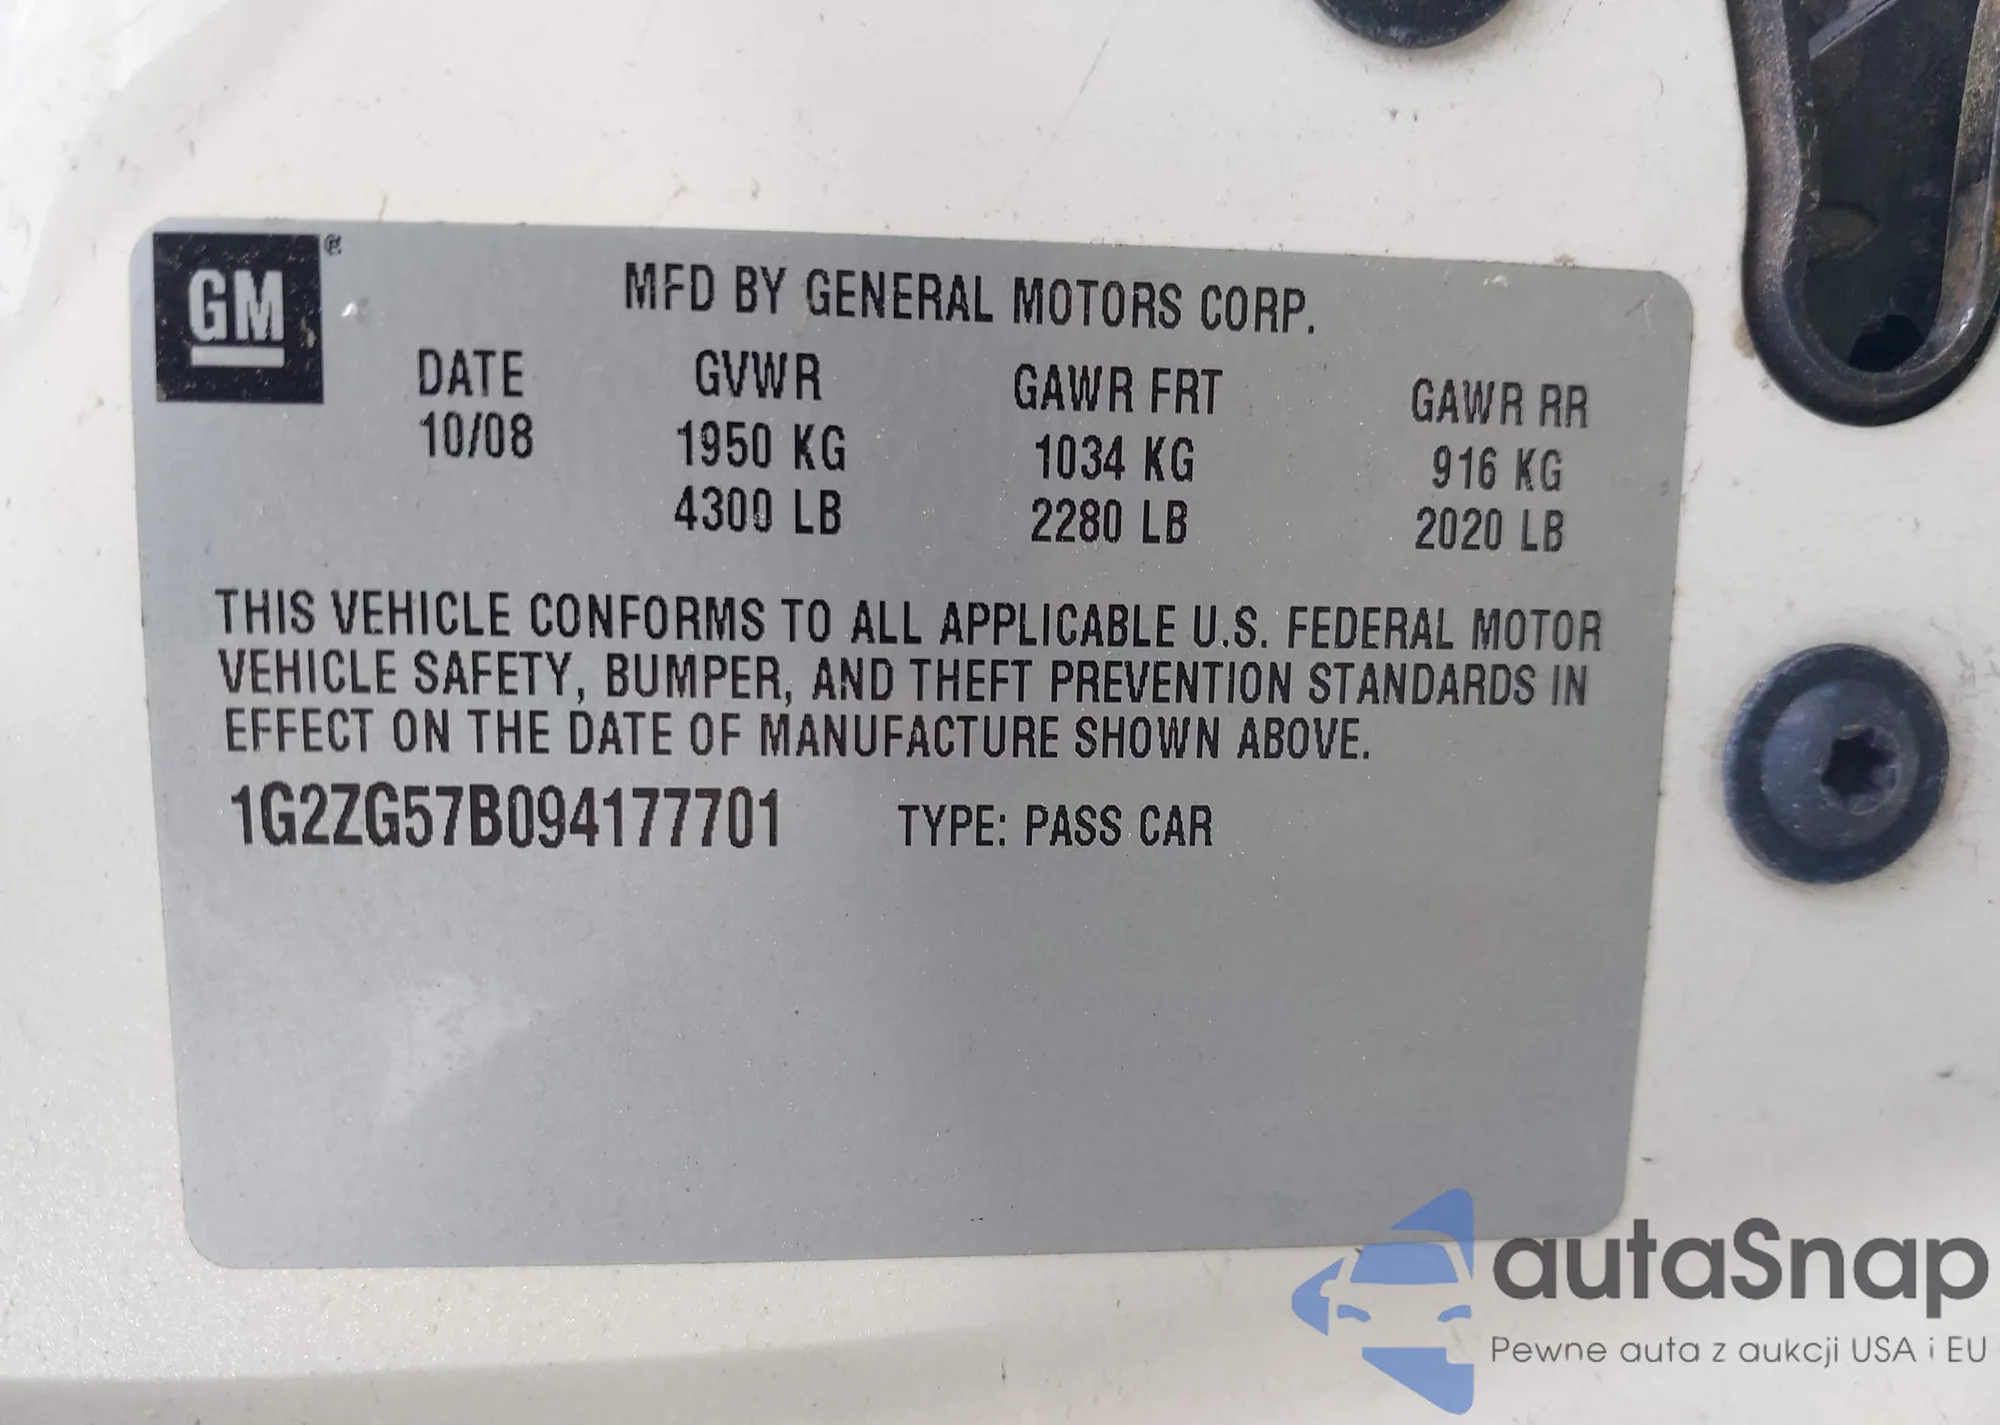 GM
MFD BY GENERAL MOTORS CORP.
DATE GVWR GAWR FRT GAWR RR
10/08 1950 KG 1034 KG 916 KG
4300 LB 2280 LB 2020 LB
THIS VEHICLE CONFORMS TO ALL APPLICABLE U.S. FEDERAL MOTOR
VEHICLE SAFETY, BUMPER, AND THEFT PREVENTION STANDARDS IN
EFFECT ON THE DATE OF MANUFACTURE SHOWN ABOVE.
1G2ZG57B094177701 TYPE: PASS CAR
autaSnap
Pewne auta z aukcji USA i EU